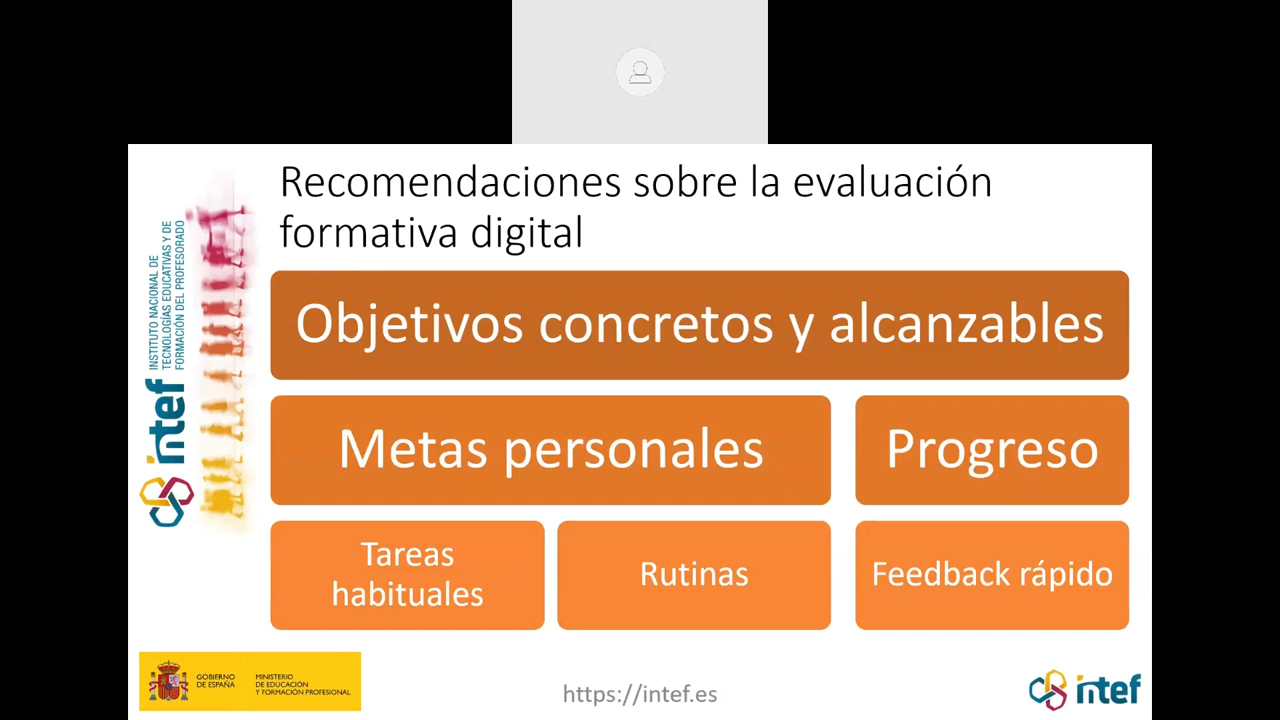 Recomendaciones sobre la evaluación
formativa digital
INSTITUTO NACIONAL DE
TECNOLOGÍAS EDUCATIVAS Y DE
FORMACIÓN DEL PROFESORADO
intef
Objetivos concretos y alcanzables
Metas personales
Progreso
Tareas
habituales
Rutinas
Feedback rápido
GOBIERNO
DE ESPAÑA
MINISTERIO
DE EDUCACIÓN
Y FORMACIÓN PROFESIONAL
https://intef.es
intef